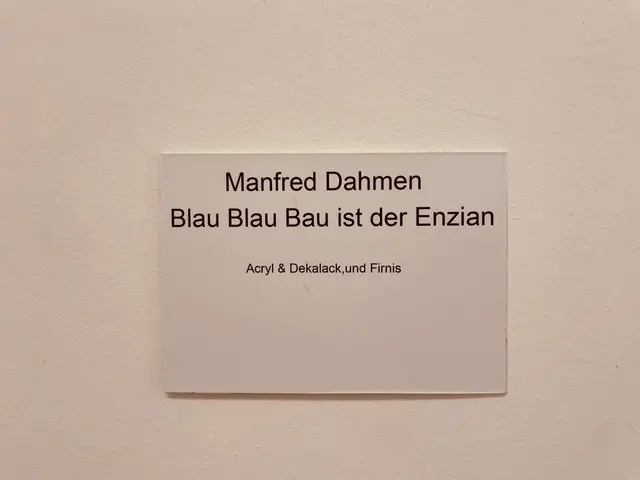 Manfred Dahmen
Blau Blau Bau ist der Enzian
Acryl & Dekalack,und Firnis